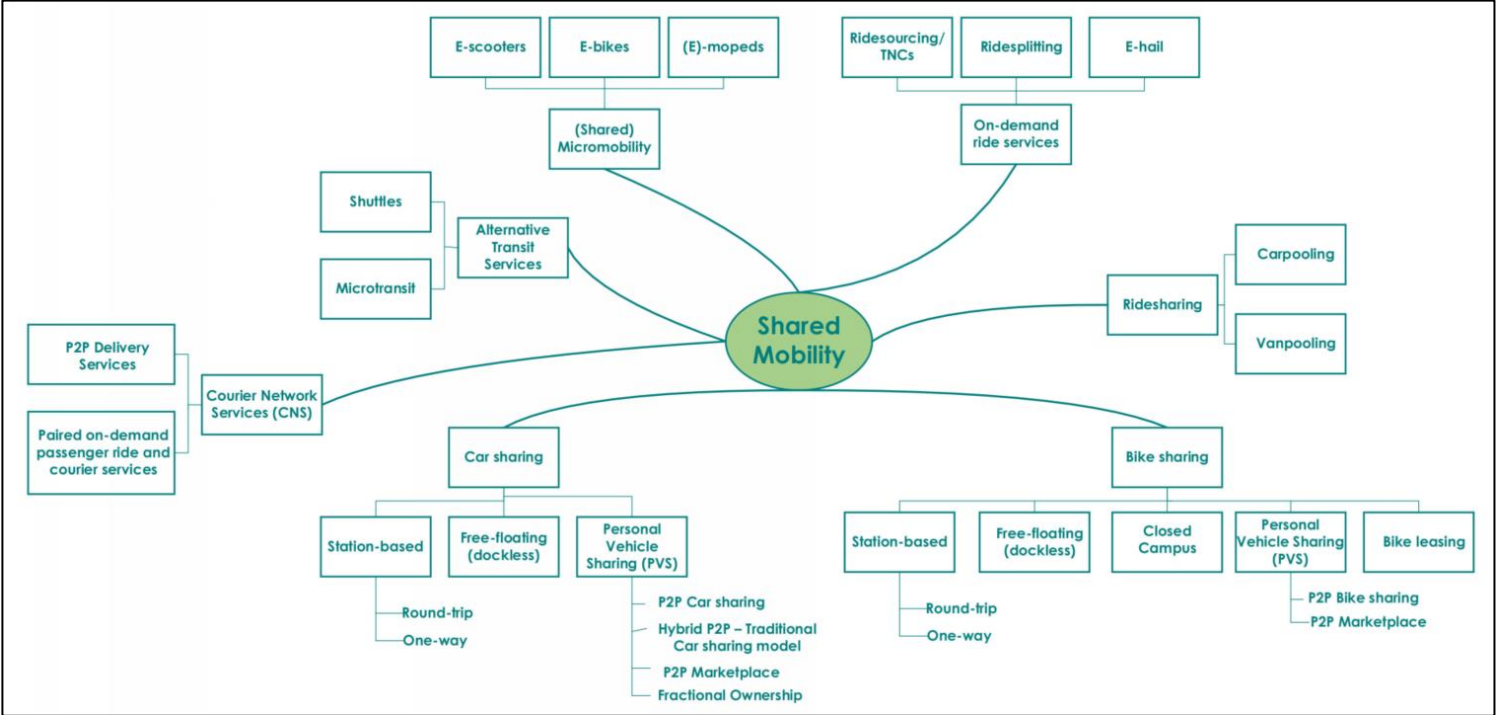 E-scooters
E-bikes
(E)-mopeds
Ridesourcing/
TNCs
Ridesplitting
E-hail
(Shared)
Micromobility
On-demand
ride services
Shuttles
Alternative
Transit
Services
Microtransit
Carpooling
Ridesharing
Vanpooling
Shared
Mobility
P2P Delivery
Services
Courier Network
Services (CNS)
Paired on-demand
passenger ride and
courier services
Car sharing
Station-based
Free-floating
(dockless)
Personal
Vehicle
Sharing (PVS)
Round-trip
One-way
P2P Car sharing
Hybrid P2P – Traditional
Car sharing model
P2P Marketplace
Fractional Ownership
Bike sharing
Station-based
Free-floating
(dockless)
Closed
Campus
Personal
Vehicle Sharing
(PVS)
Bike leasing
Round-trip
One-way
P2P Bike sharing
P2P Marketplace